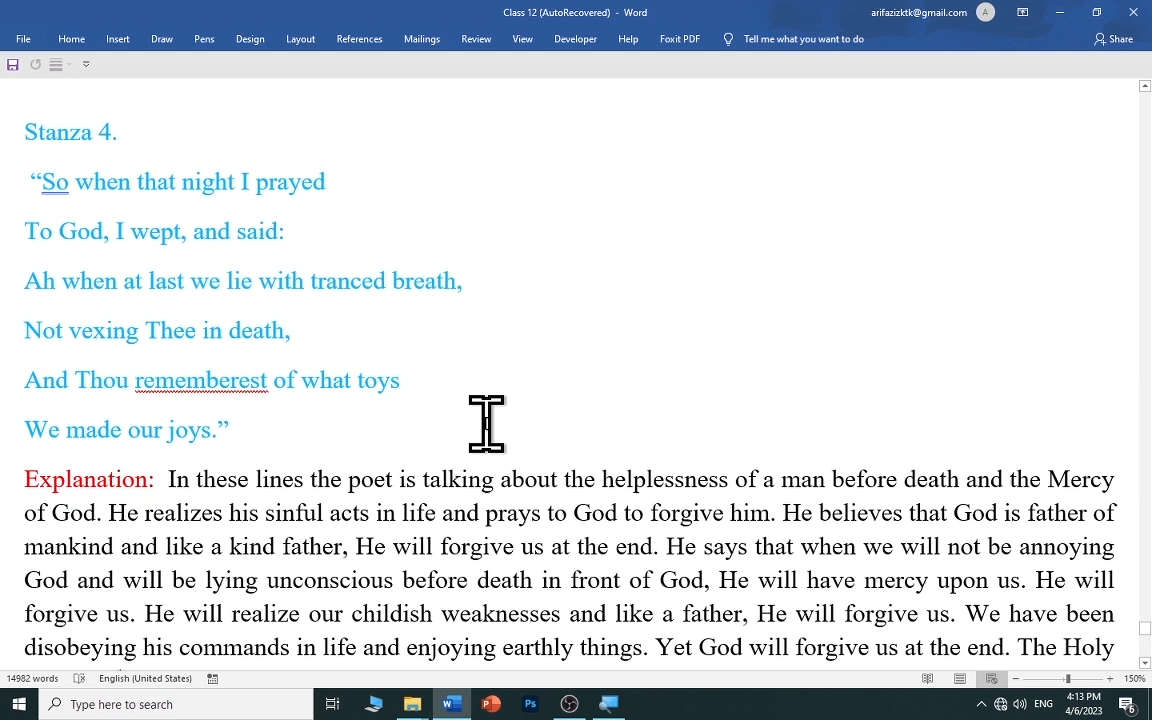 Class 12 (AutoRecovered) - Word
arifazizktk@gmail.com
A
File Home Insert Draw Pens Design Layout References Mailings Review View Developer Help Foxit PDF Tell me what you want to do Share
Stanza 4.
“So when that night I prayed
To God, I wept, and said:
Ah when at last we lie with tranced breath,
Not vexing Thee in death,
And Thou rememberest of what toys
We made our joys.”
Explanation: In these lines the poet is talking about the helplessness of a man before death and the Mercy
of God. He realizes his sinful acts in life and prays to God to forgive him. He believes that God is father of
mankind and like a kind father, He will forgive us at the end. He says that when we will not be annoying
God and will be lying unconscious before death in front of God, He will have mercy upon us. He will
forgive us. He will realize our childish weaknesses and like a father, He will forgive us. We have been
disobeying his commands in life and enjoying earthly things. Yet God will forgive us at the end. The Holy
14982 words English (United States) 150%
Type here to search
W P Ps
ENG
4:13 PM
4/6/2023
6